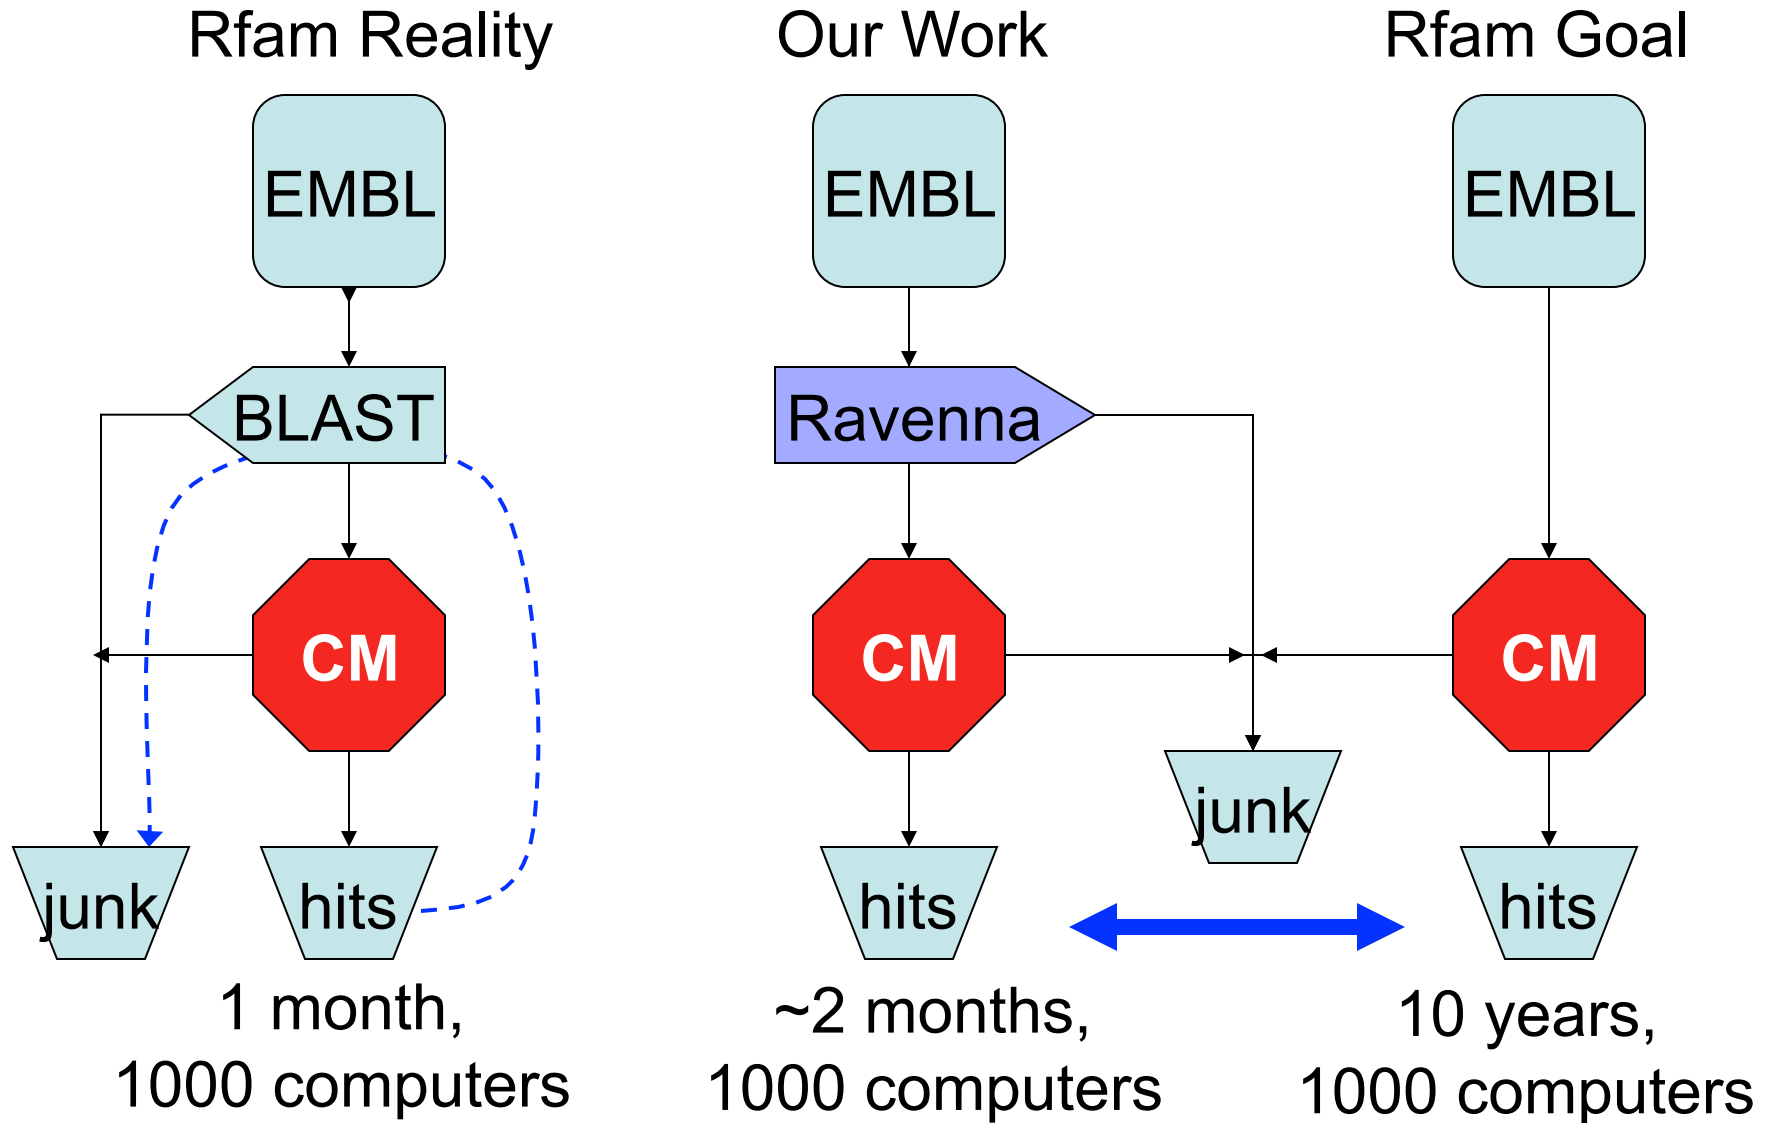 Rfam Reality
Our Work
Rfam Goal
EMBL
EMBL
EMBL
BLAST
Ravenna
CM
CM
CM
junk
junk
hits
hits
hits
1 month,
1000 computers
~2 months,
1000 computers
10 years,
1000 computers